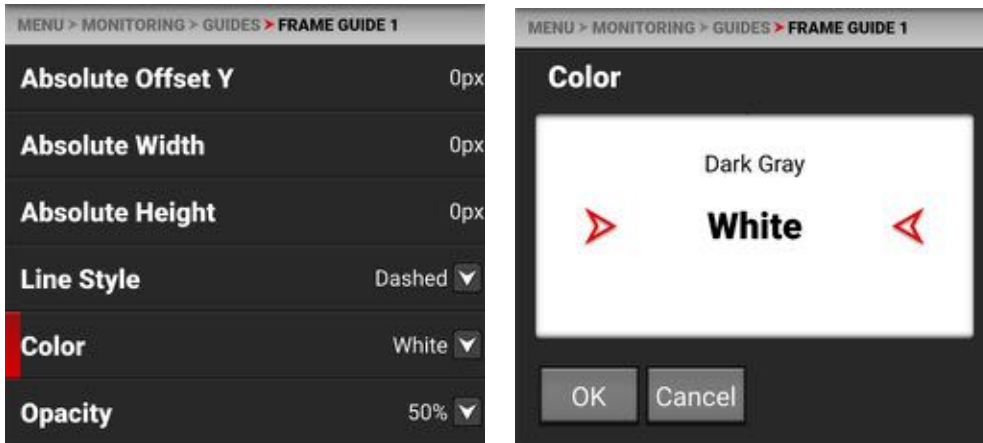 MENU > MONITORING > GUIDES > FRAME GUIDE 1
Absolute Offset Y 0px
Absolute Width 0px
Absolute Height 0px
Line Style Dashed
Color White
Opacity 50%
MENU > MONITORING > GUIDES > FRAME GUIDE 1
Color
Dark Gray
White
OK Cancel